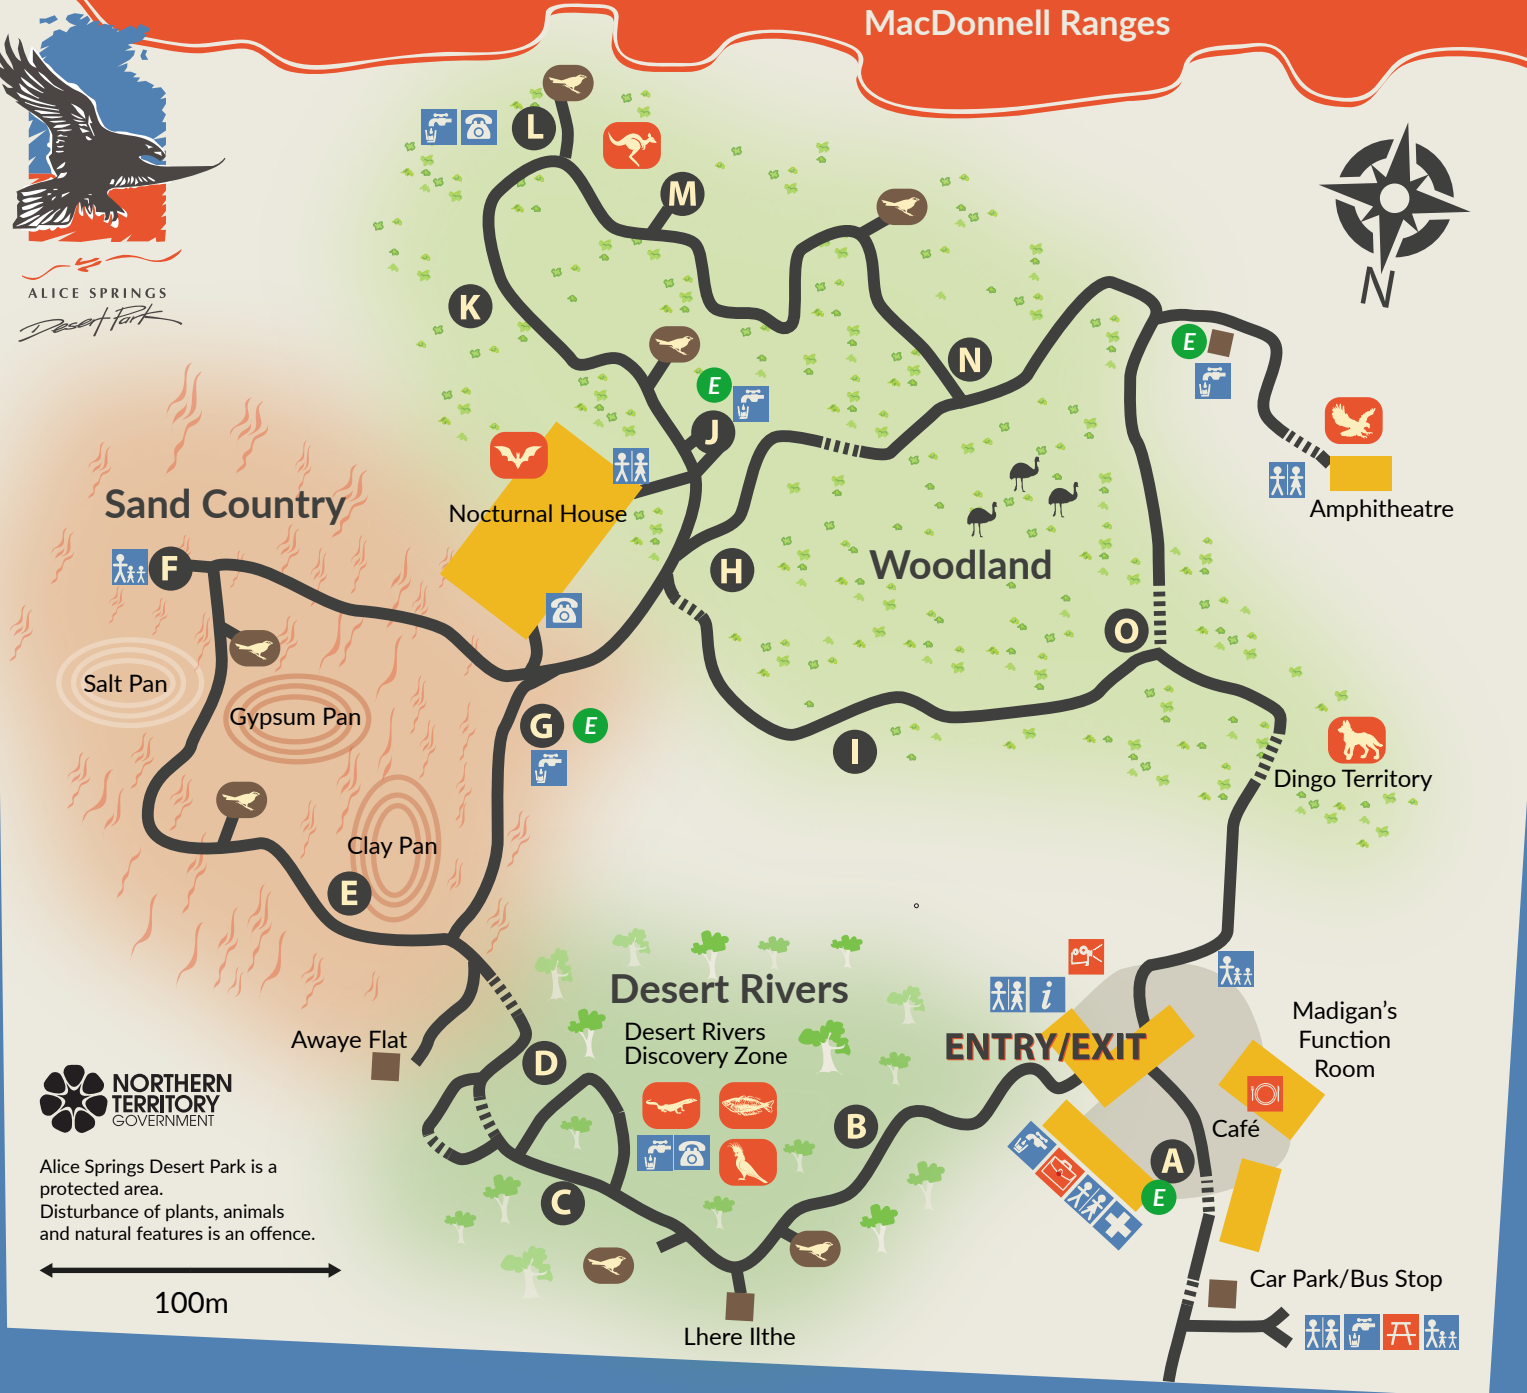 MacDonnell Ranges
ALICE SPRINGS
Desert Park
L
M
K
N
N
E
E
J
Sand Country
Nocturnal House
Amphitheatre
F
H
Woodland
O
Salt Pan
Gypsum Pan
G
E
I
Dingo Territory
Clay Pan
E
Desert Rivers
i
Awaye Flat
Desert Rivers
Discovery Zone
ENTRY/EXIT
Madigan's
Function
Room
D
NORTHERN
TERRITORY
GOVERNMENT
B
Café
A
E
C
Alice Springs Desert Park is a
protected area.
Disturbance of plants, animals
and natural features is an offence.
100m
Car Park/Bus Stop
Lhere Ilthe